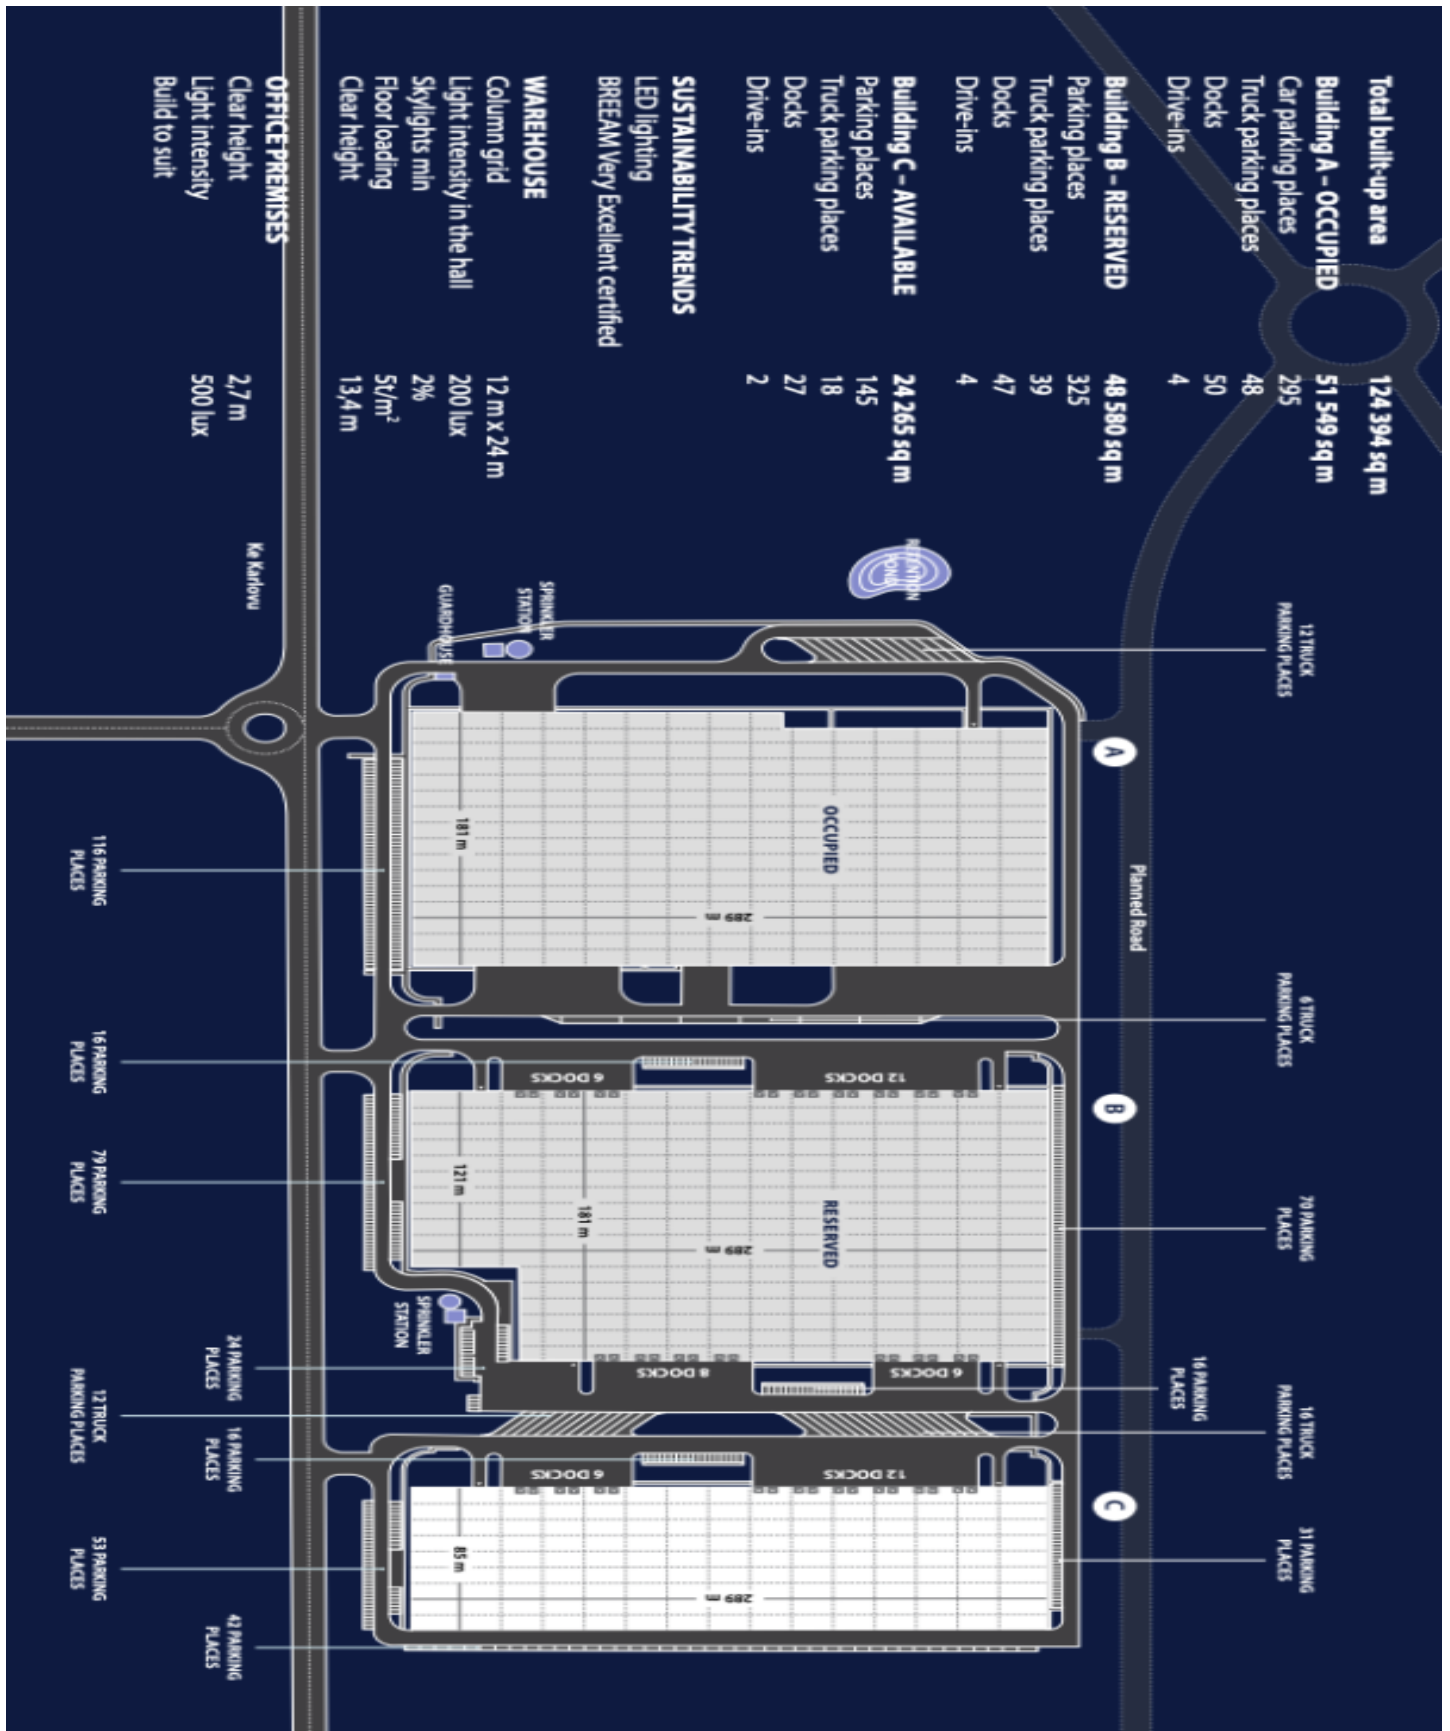 Total built-up area 124 394 sq m
Building A – OCCUPIED 51 549 sq m
Car parking places 295
Truck parking places 48
Docks 50
Drive-ins 4
Building B – RESERVED 48 580 sq m
Parking places 325
Truck parking places 39
Docks 47
Drive-ins 4
Building C – AVAILABLE 24 265 sq m
Parking places 145
Truck parking places 18
Docks 27
Drive-ins 2
SUSTAINABILITY TRENDS
LED lighting
BREEAM Very Excellent certified
WAREHOUSE
Column grid 12 m x 24 m
Light intensity in the hall 200 lux
Skylights min 2%
Floor loading 5t/m²
Clear height 13,4 m
OFFICE PREMISES
Clear height 2,7 m
Light intensity 500 lux
Build to suit
12 TRUCK
PARKING PLACES
6 TRUCK
PARKING PLACES
70 PARKING
PLACES
16 PARKING
PLACES
16 TRUCK
PARKING PLACES
31 PARKING
PLACES
Planned Road
A
B
C
RETENTION
POND
SPRINKLER
STATION
GUARDHOUSE
Ke Karlovu
OCCUPIED
181 m
289 m
6 DOCKS
12 DOCKS
RESERVED
121 m
181 m
289 m
8 DOCKS
6 DOCKS
SPRINKLER
STATION
6 DOCKS
12 DOCKS
85 m
289 m
116 PARKING
PLACES
16 PARKING
PLACES
79 PARKING
PLACES
24 PARKING
PLACES
12 TRUCK
PARKING PLACES
16 PARKING
PLACES
53 PARKING
PLACES
42 PARKING
PLACES